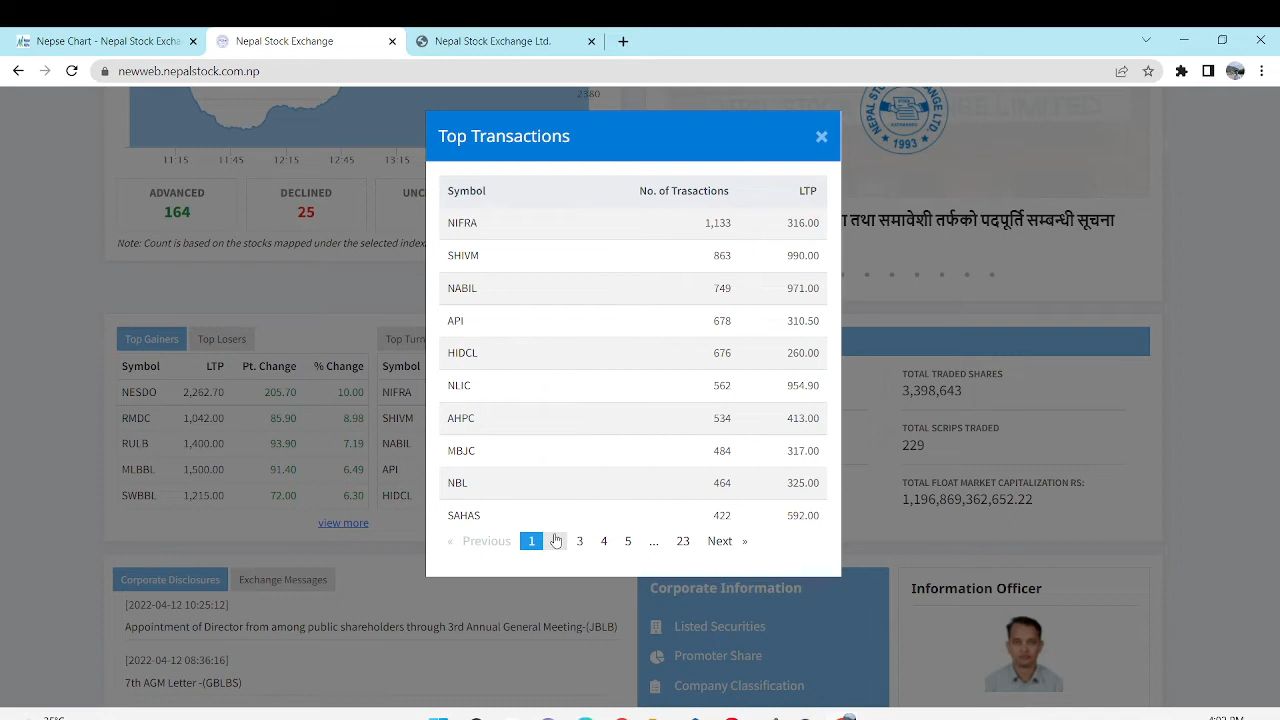 Nepse Chart - Nepal Stock Exch
Nepal Stock Exchange
Nepal Stock Exchange Ltd.
newweb.nepalstock.com.np
2380
11:15 11:45 12:15 12:45 13:15
NEPAL STOCK EXCHANGE LTD
1993
ADVANCED
164
DECLINED
25
UNC
Note: Count is based on the stocks mapped under the selected index
Top Transactions ×
Symbol No. of Trasactions LTP
NIFRA 1,133 316.00
SHIVM 863 990.00
NABIL 749 971.00
API 678 310.50
HIDCL 676 260.00
NLIC 562 954.90
AHPC 534 413.00
MBJC 484 317.00
NBL 464 325.00
SAHAS 422 592.00
« Previous 1 3 4 5 ... 23 Next »
तथा समावेशी तर्फको पदपूर्ति सम्बन्धी सूचना
Top Gainers Top Losers
Symbol LTP Pt. Change % Change
NESDO 2,262.70 205.70 10.00
RIDC 1,042.00 85.90 8.98
RULB 1,400.00 93.90 7.19
MLBBL 1,500.00 91.40 6.49
SWBBL 1,215.00 72.00 6.30
view more
Top Turn
Symbol
NIFRA
SHIVM
NABIL
API
HIDCL
TOTAL TRADED SHARES
3,398,643
TOTAL SCRIPS TRADED
229
TOTAL FLOAT MARKET CAPITALIZATION RS:
1,196,869,362,652.22
Corporate Disclosures Exchange Messages
[2022-04-12 10:25:12]
Appointment of Director from among public shareholders through 3rd Annual General Meeting-(JBLB)
[2022-04-12 08:36:16]
7th AGM Letter -(GBLBS)
Corporate Information
Listed Securities
Promoter Share
Company Classification
Information Officer